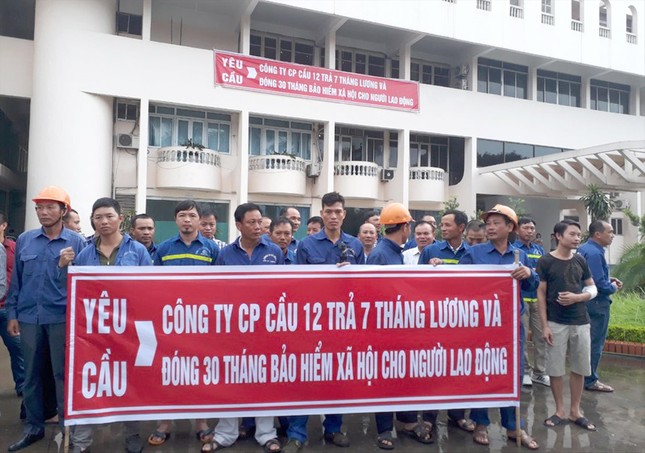 YÊU
CẦU
CÔNG TY CP CẦU 12 TRẢ 7 THÁNG LƯƠNG VÀ
ĐÓNG 30 THÁNG BẢO HIỂM XÃ HỘI CHO NGƯỜI LAO ĐỘNG
YÊU
CẦU
CÔNG TY CP CẦU 12 TRẢ 7 THÁNG LƯƠNG VÀ
ĐÓNG 30 THÁNG BẢO HIỂM XÃ HỘI CHO NGƯỜI LAO ĐỘNG